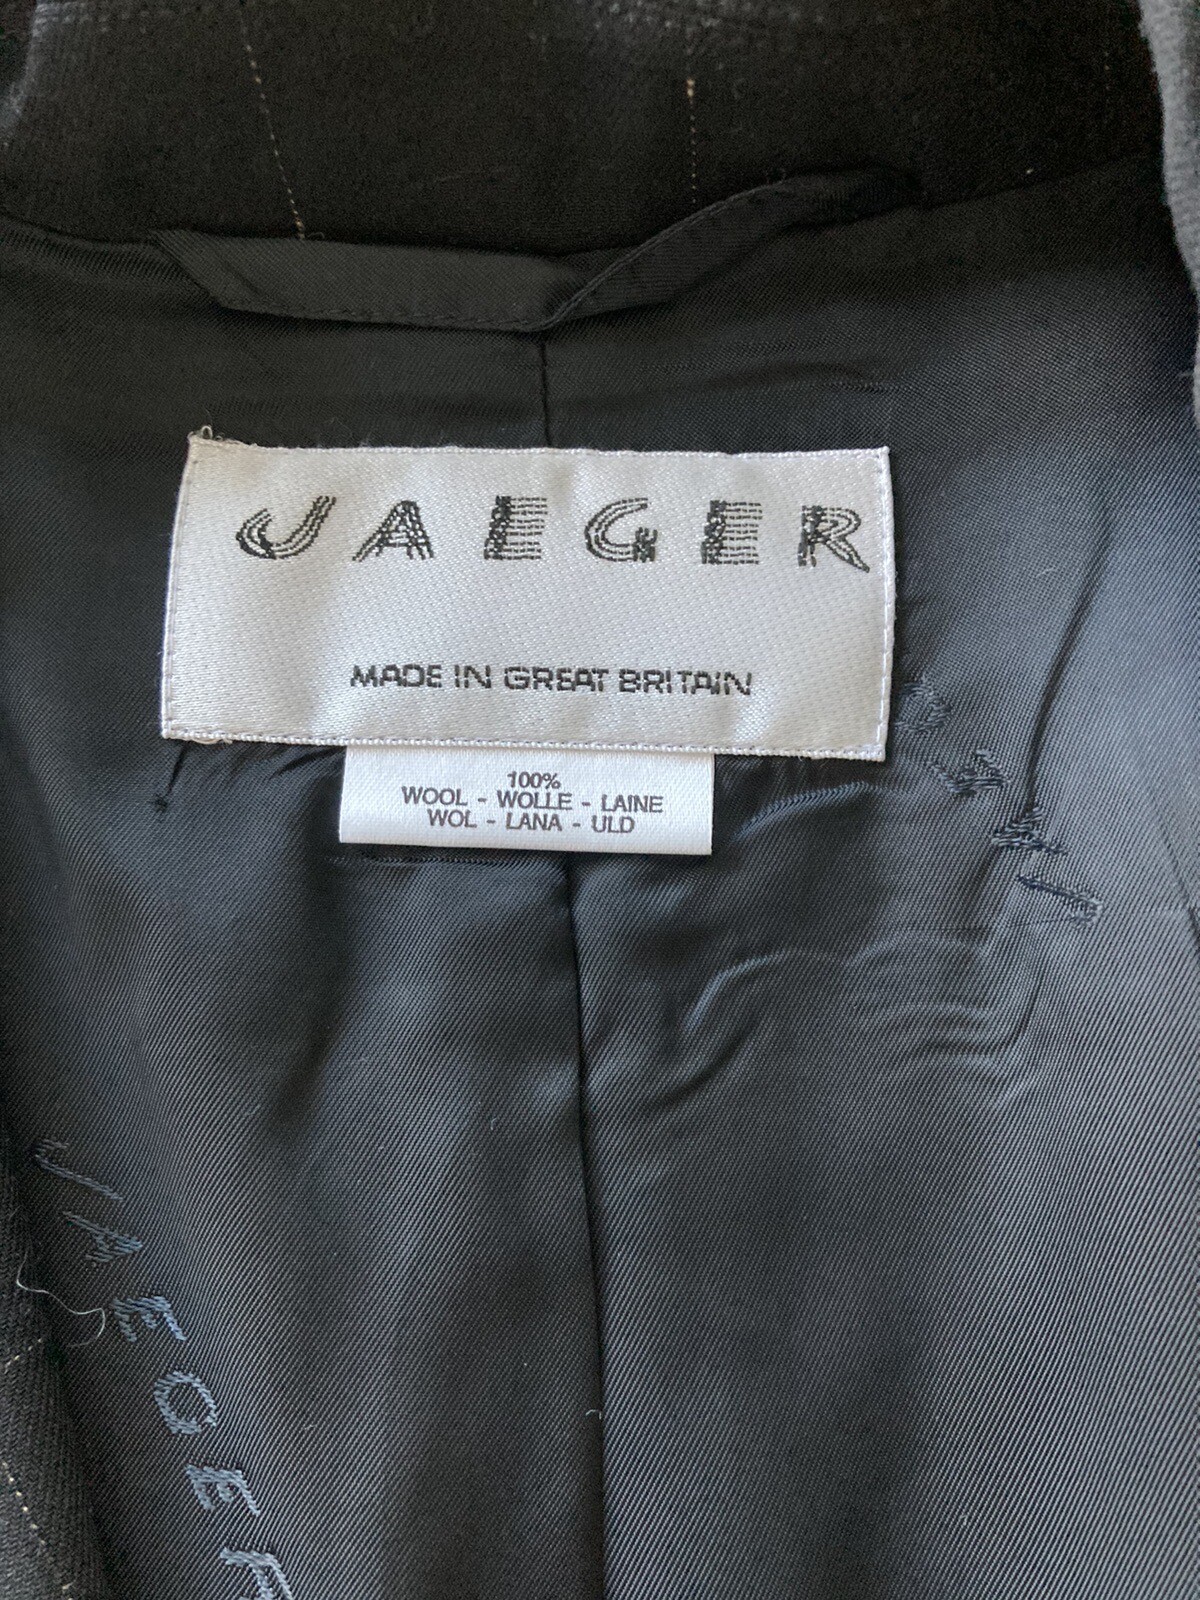 JAEGER
MADE IN GREAT BRITAIN
100%
WOOL - WOLLE - LAINE
WOL - LANA - ULD
JAEGER